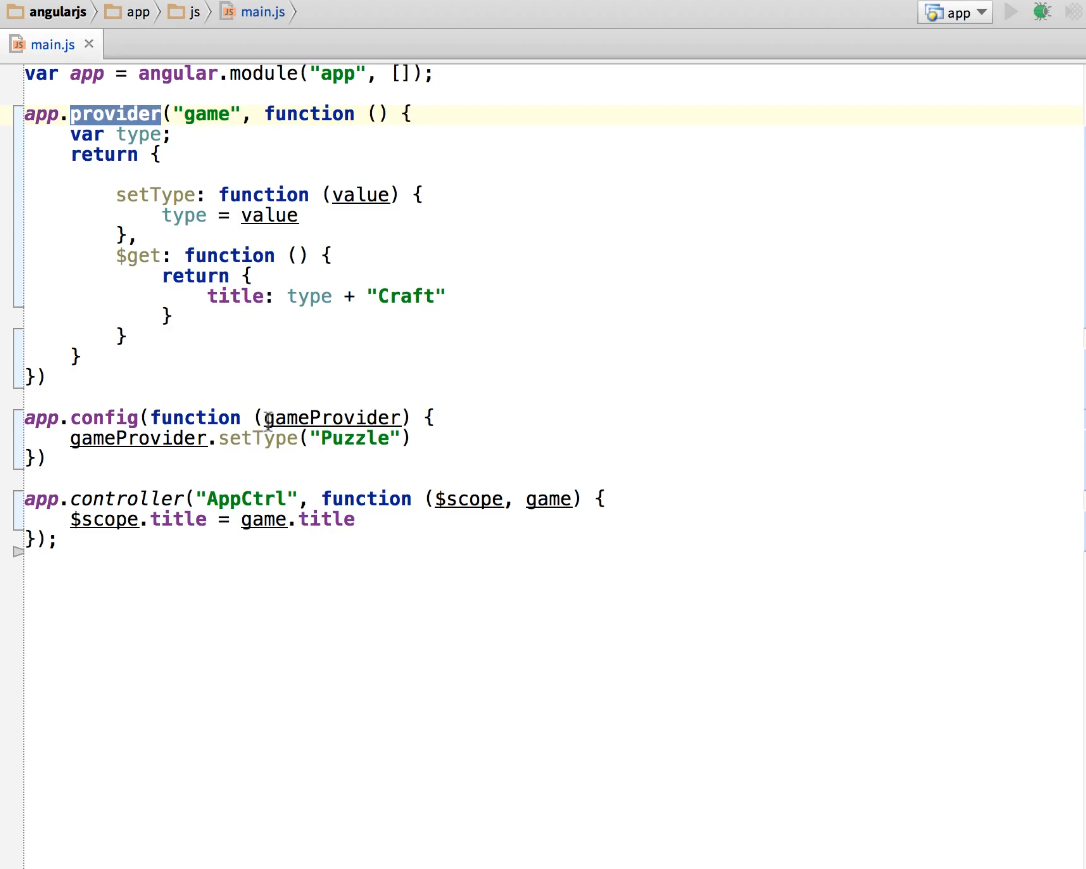 angularjs app js main.js app
main.js
var app = angular.module("app", []);
app.provider("game", function () {
    var type;
    return {
        setType: function (value) {
            type = value
        },
        $get: function () {
            return {
                title: type + "Craft"
            }
        }
    }
})
app.config(function (gameProvider) {
    gameProvider.setType("Puzzle")
})
app.controller("AppCtrl", function ($scope, game) {
    $scope.title = game.title
});